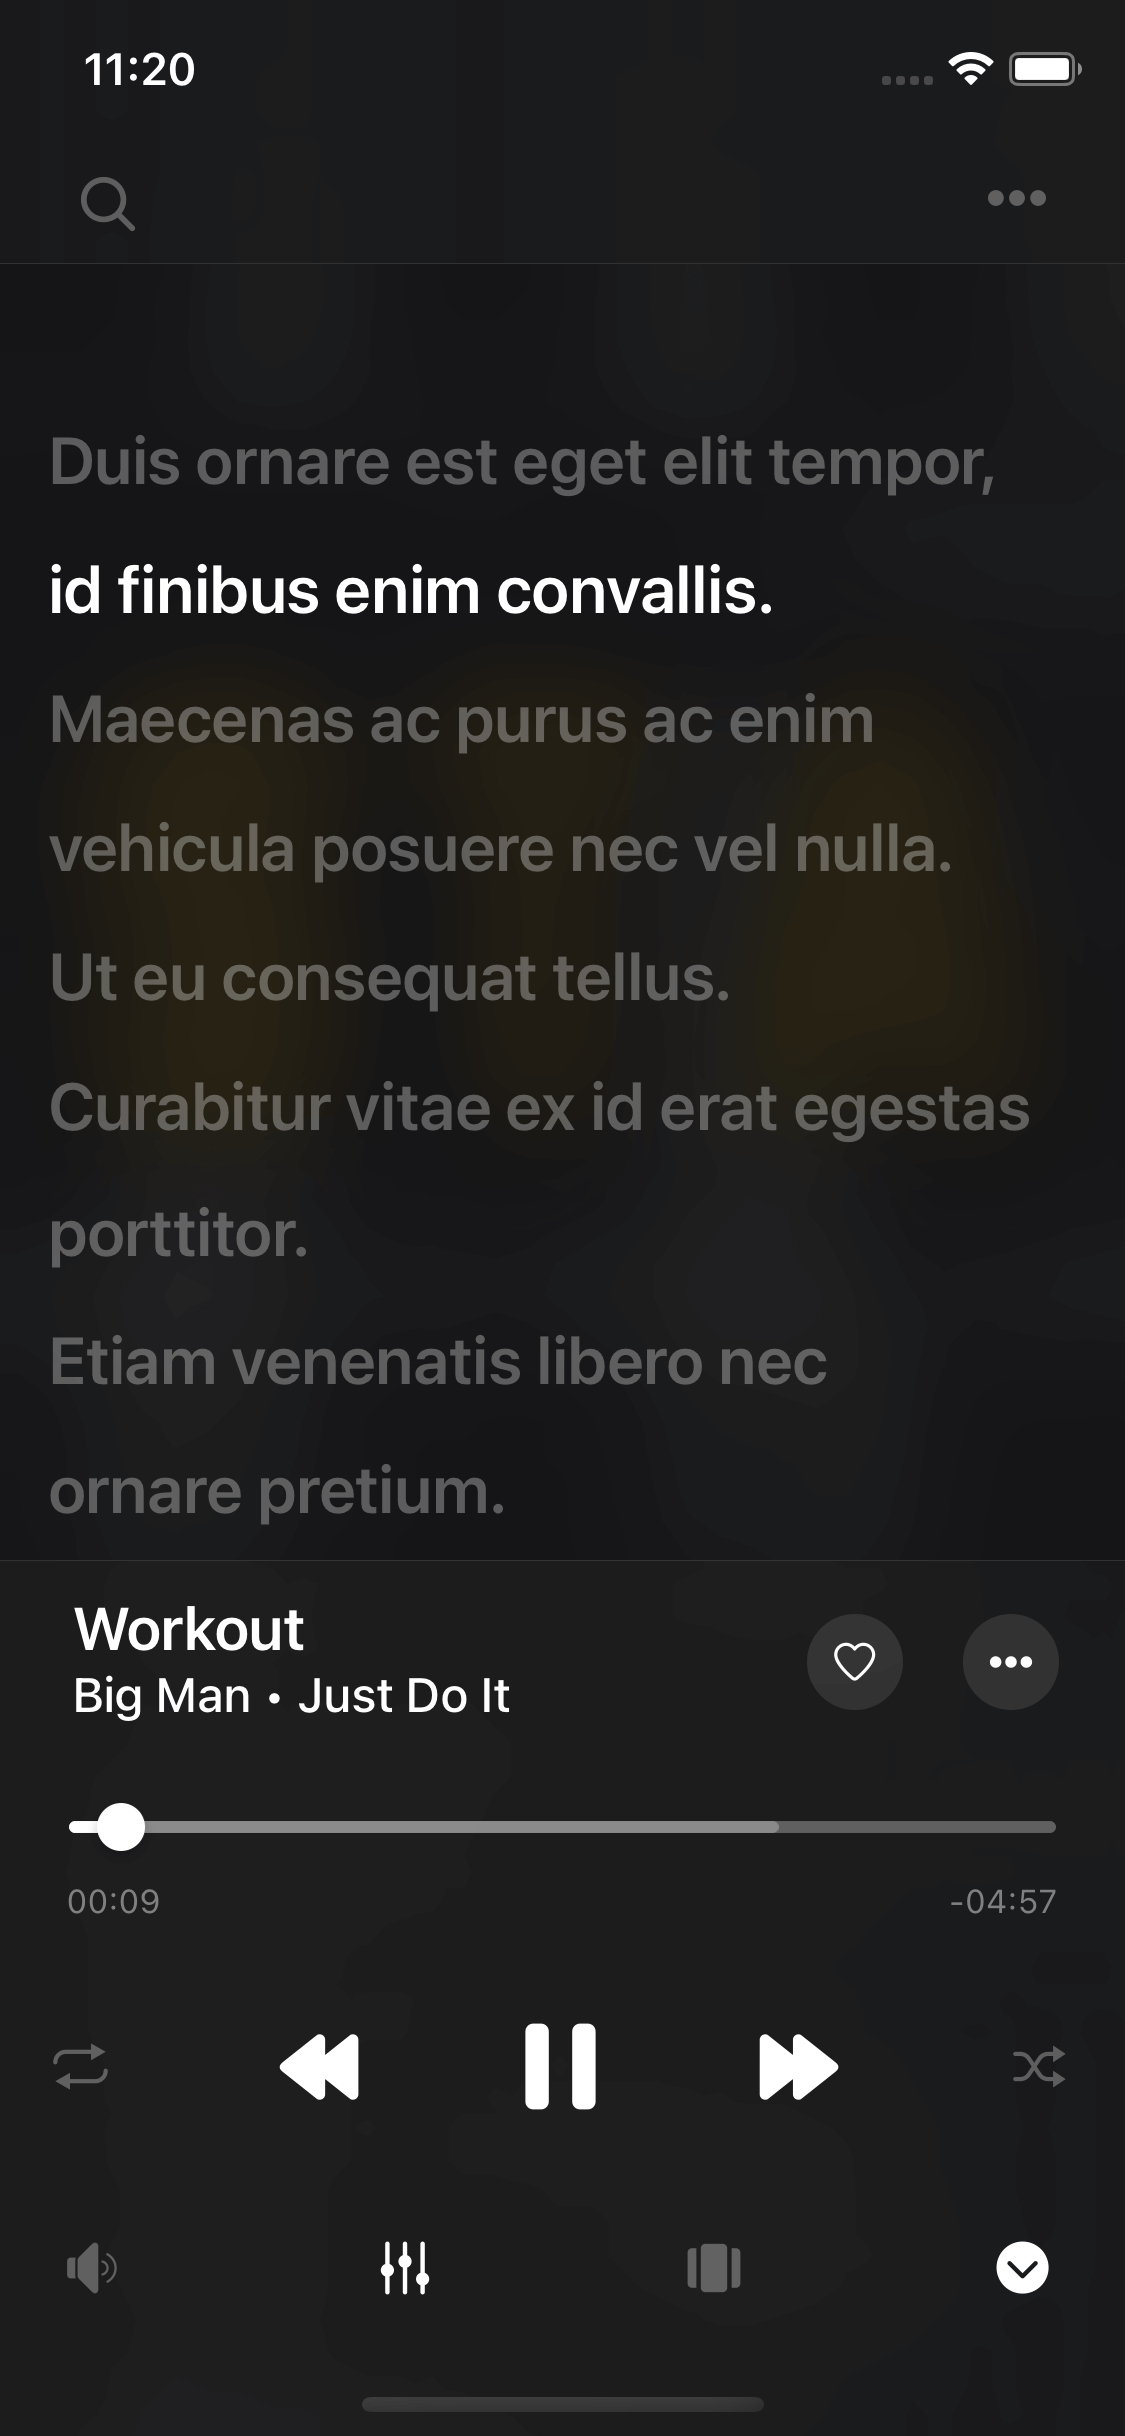 11:20
Duis ornare est eget elit tempor,
id finibus enim convallis.
Maecenas ac purus ac enim
vehicula posuere nec vel nulla.
Ut eu consequat tellus.
Curabitur vitae ex id erat egestas
porttitor.
Etiam venenatis libero nec
ornare pretium.
Workout
Big Man • Just Do It
00:09
-04:57